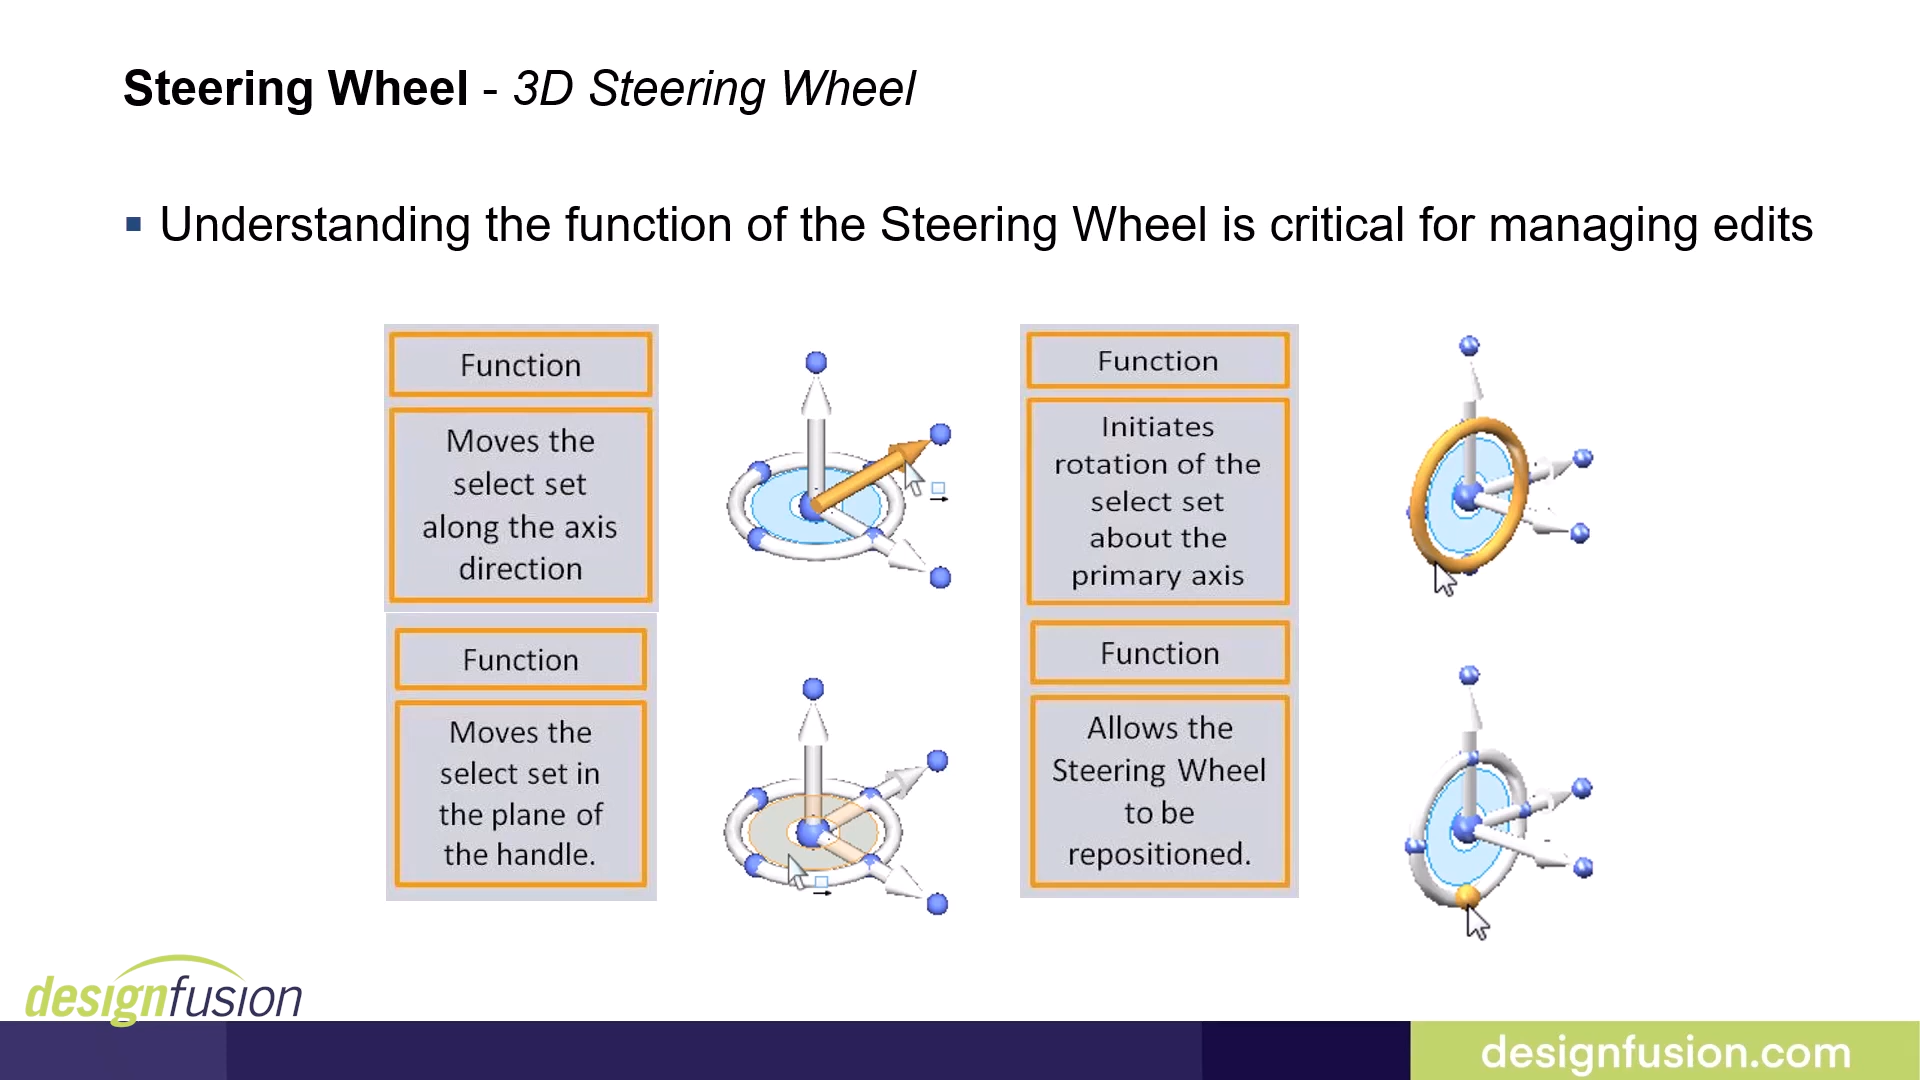 Steering Wheel - 3D Steering Wheel
▪ Understanding the function of the Steering Wheel is critical for managing edits
Function
Moves the
select set
along the axis
direction
Function
Moves the
select set in
the plane of
the handle.
Function
Initiates
rotation of the
select set
about the
primary axis
Function
Allows the
Steering Wheel
to be
repositioned.
designfusion
designfusion.com